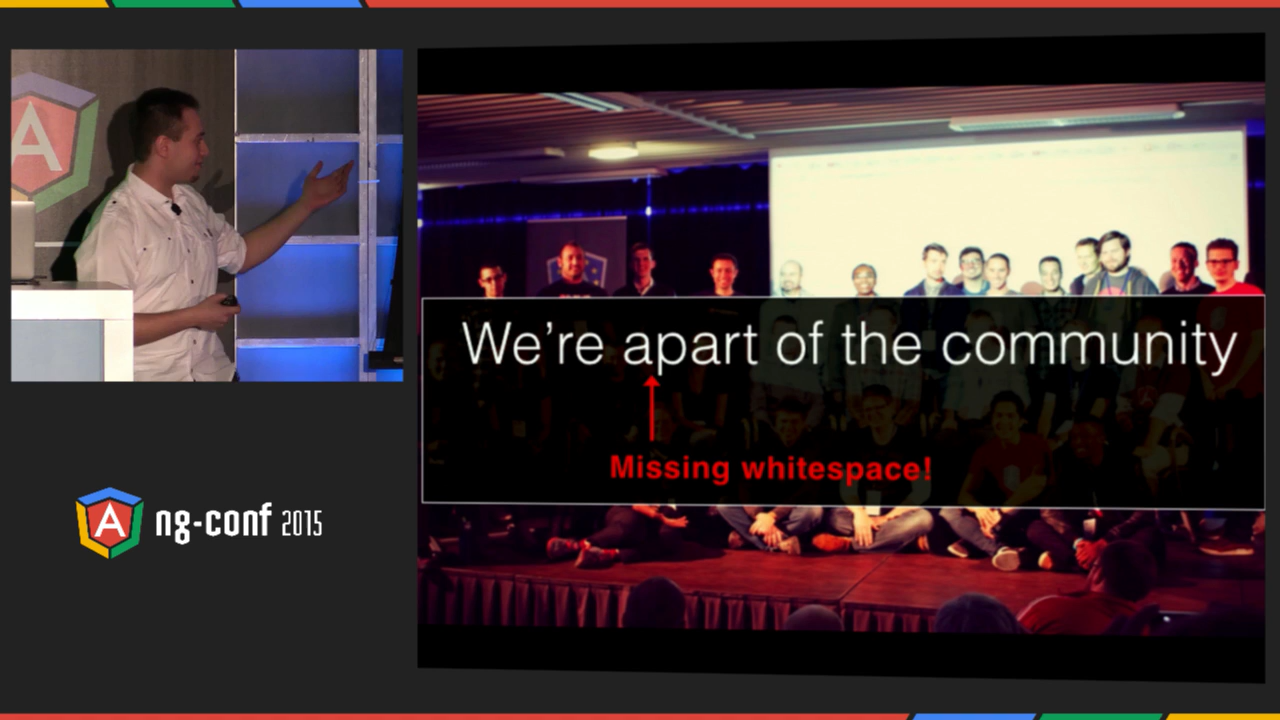 A
We're apart of the community
Missing whitespace!
A ng-conf 2015